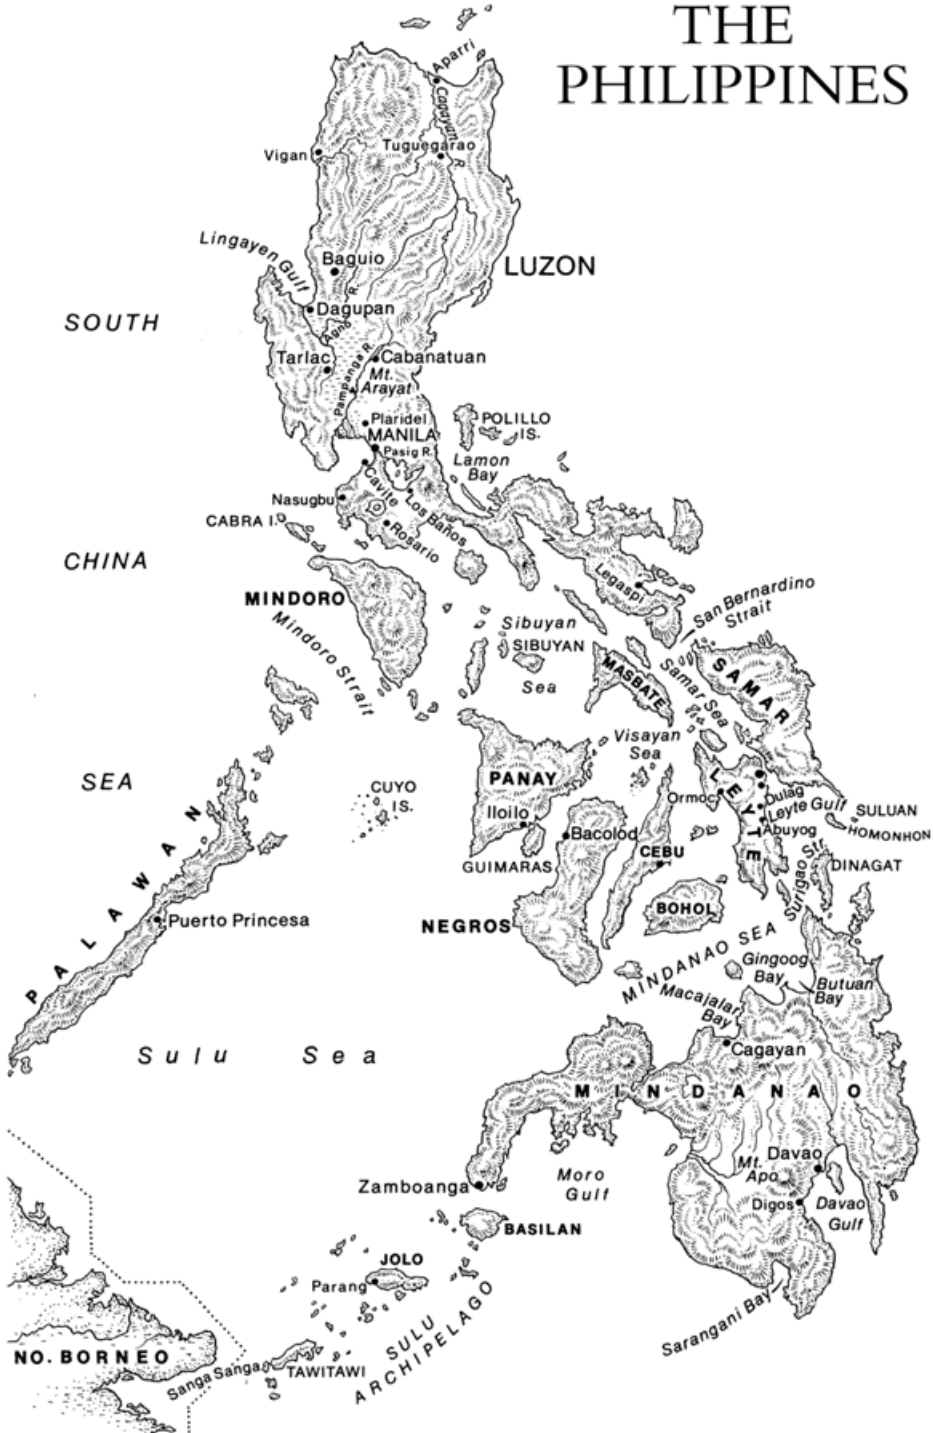 THE
PHILIPPINES
Aparri
Cagayan R.
Vigan
Tuguegarao
Lingayen Gulf
Baguio
LUZON
Dagupan
Agno R.
SOUTH
Tarlac
Pampanga R.
Cabanatuan
Mt.
Arayat
Plaridel
MANILA
Pasig R.
POLILLO
IS.
Lamon
Bay
Cavite
Nasugbu
Los Baños
CABRA I.
Rosario
CHINA
Legaspi
San Bernardino
Strait
MINDORO
Mindoro Strait
Sibuyan
SIBUYAN
Sea
MASBATE
Samar Sea
SAMAR
Visayan
Sea
SEA
CUYO
IS.
PANAY
Iloilo
GUIMARAS
Bacolod
NEGROS
CEBU
Ormoc
LEYTE
Dulag
Leyte Gulf
Abuyog
SULUAN
HOMONHON
DINAGAT
Surigao Str.
BOHOL
PALAWAN
Puerto Princesa
MINDANAO SEA
Gingoog
Bay
Butuan
Bay
Macajalar
Bay
Cagayan
Sulu Sea
MINDANAO
Zamboanga
Moro
Gulf
Mt.
Apo
Davao
Digos
Davao
Gulf
BASILAN
JOLO
Parang
SULU
ARCHIPELAGO
Sarangani Bay
NO. BORNEO
Sanga Sanga
TAWITAWI